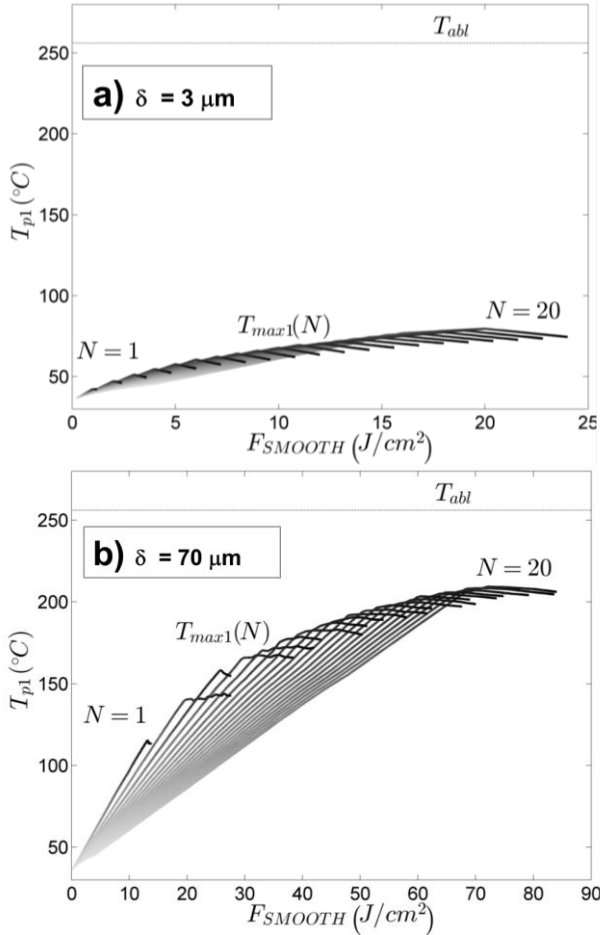 T_abl
250
a) δ = 3 μm
200
T_p1 (°C)
150
100
T_max1(N)
N = 20
N = 1
50
0 5 10 15 20 25
F_SMOOTH (J/cm²)
T_abl
250
b) δ = 70 μm
N = 20
200
T_max1(N)
T_p1 (°C)
150
N = 1
100
50
0 10 20 30 40 50 60 70 80 90
F_SMOOTH (J/cm²)